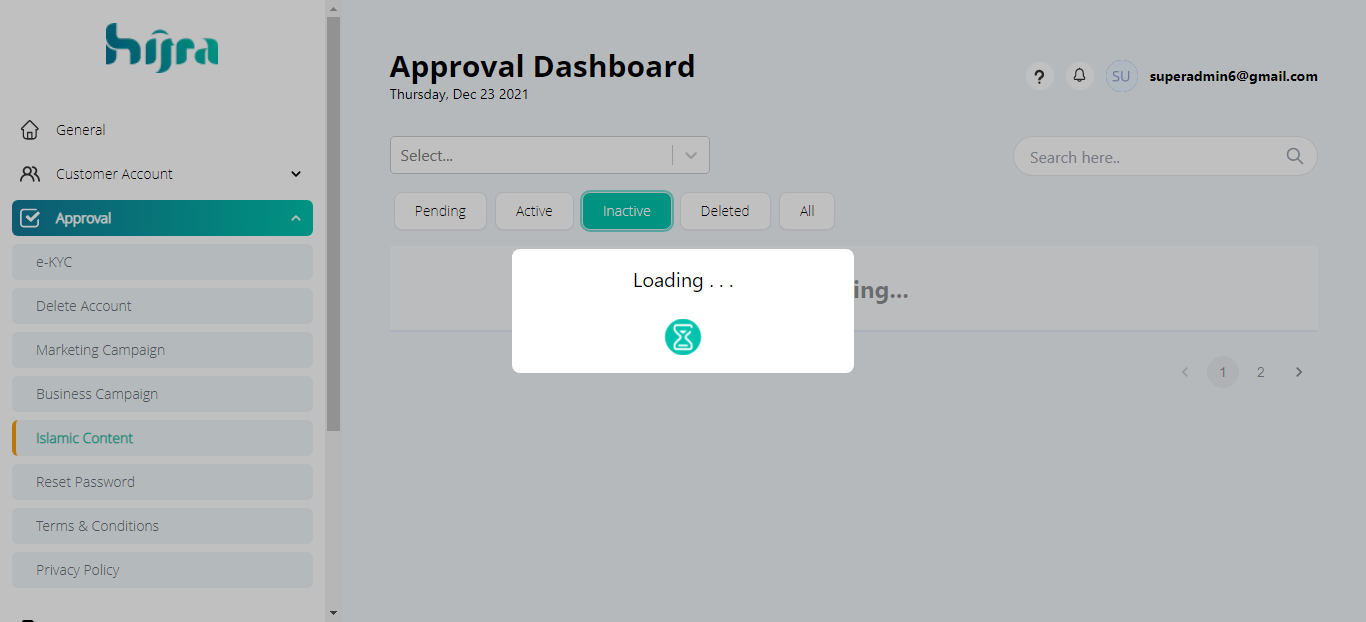 hijra
General
Customer Account
Approval
e-KYC
Delete Account
Marketing Campaign
Business Campaign
Islamic Content
Reset Password
Terms & Conditions
Privacy Policy
Approval Dashboard
Thursday, Dec 23 2021
? SU superadmin6@gmail.com
Select... Search here..
Pending Active Inactive Deleted All
Loading . . .
ing...
1 2